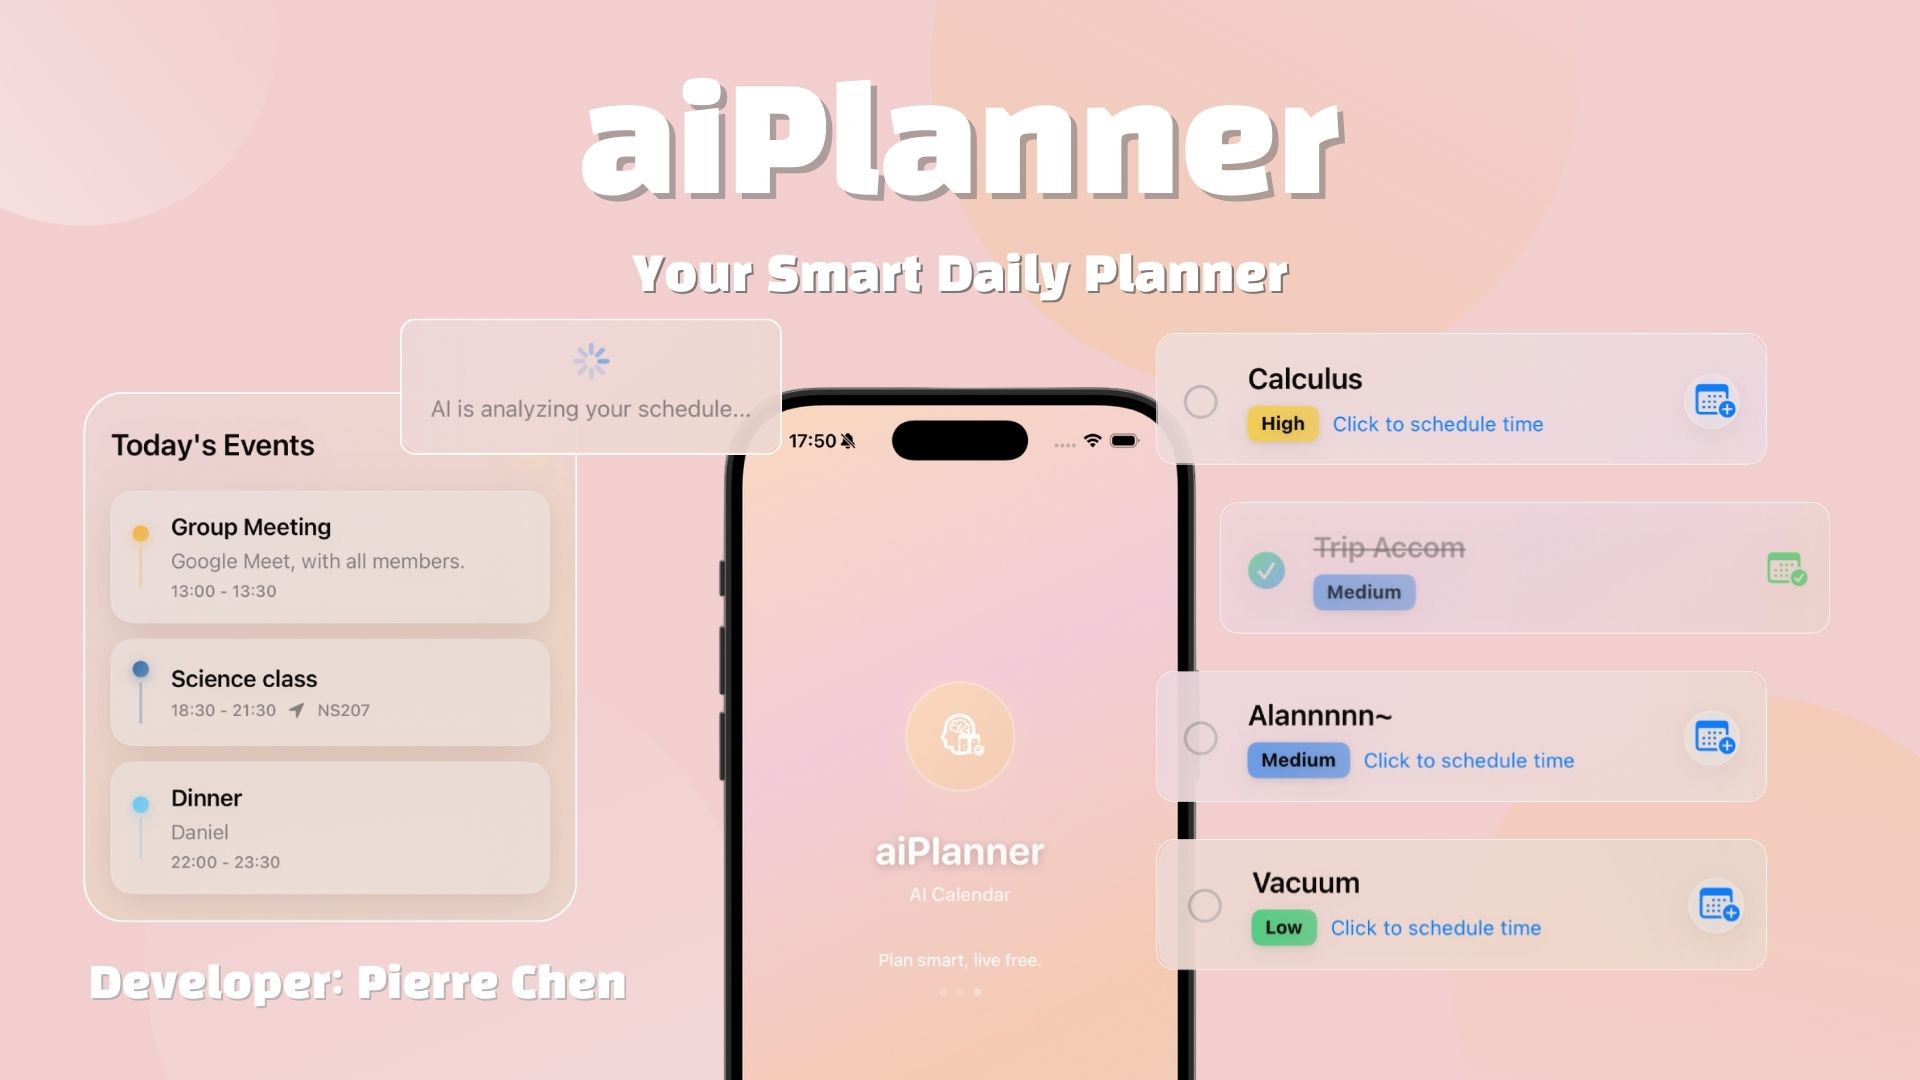 aiPlanner
Your Smart Daily Planner
AI is analyzing your schedule...
Today's Events
Group Meeting
Google Meet, with all members.
13:00 - 13:30
Science class
18:30 - 21:30 NS207
Dinner
Daniel
22:00 - 23:30
Developer: Pierre Chen
17:50
aiPlanner
AI Calendar
Plan smart, live free.
Calculus
High Click to schedule time
Trip Accom
Medium
Alannnnn~
Medium Click to schedule time
Vacuum
Low Click to schedule time